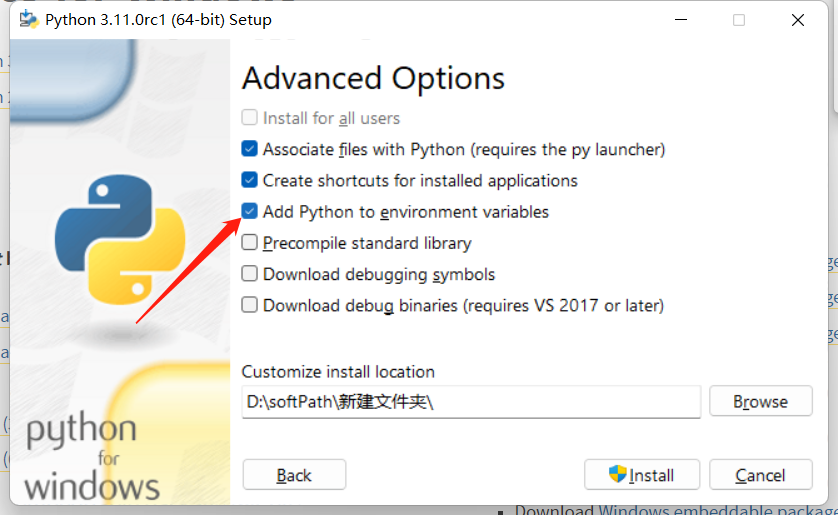 Python 3.11.0rc1 (64-bit) Setup
Advanced Options
Install for all users
Associate files with Python (requires the py launcher)
Create shortcuts for installed applications
Add Python to environment variables
Precompile standard library
Download debugging symbols
Download debug binaries (requires VS 2017 or later)
Customize install location
D:\softPath\新建文件夹\
Browse
python
for
windows
Back
Install
Cancel
Download Windows embeddable package